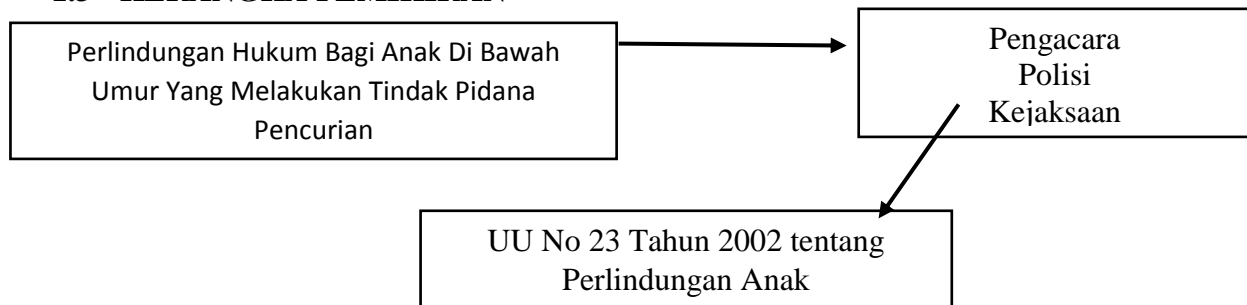 Perlindungan Hukum Bagi Anak Di Bawah
Umur Yang Melakukan Tindak Pidana
Pencurian
Pengacara
Polisi
Kejaksaan
UU No 23 Tahun 2002 tentang
Perlindungan Anak